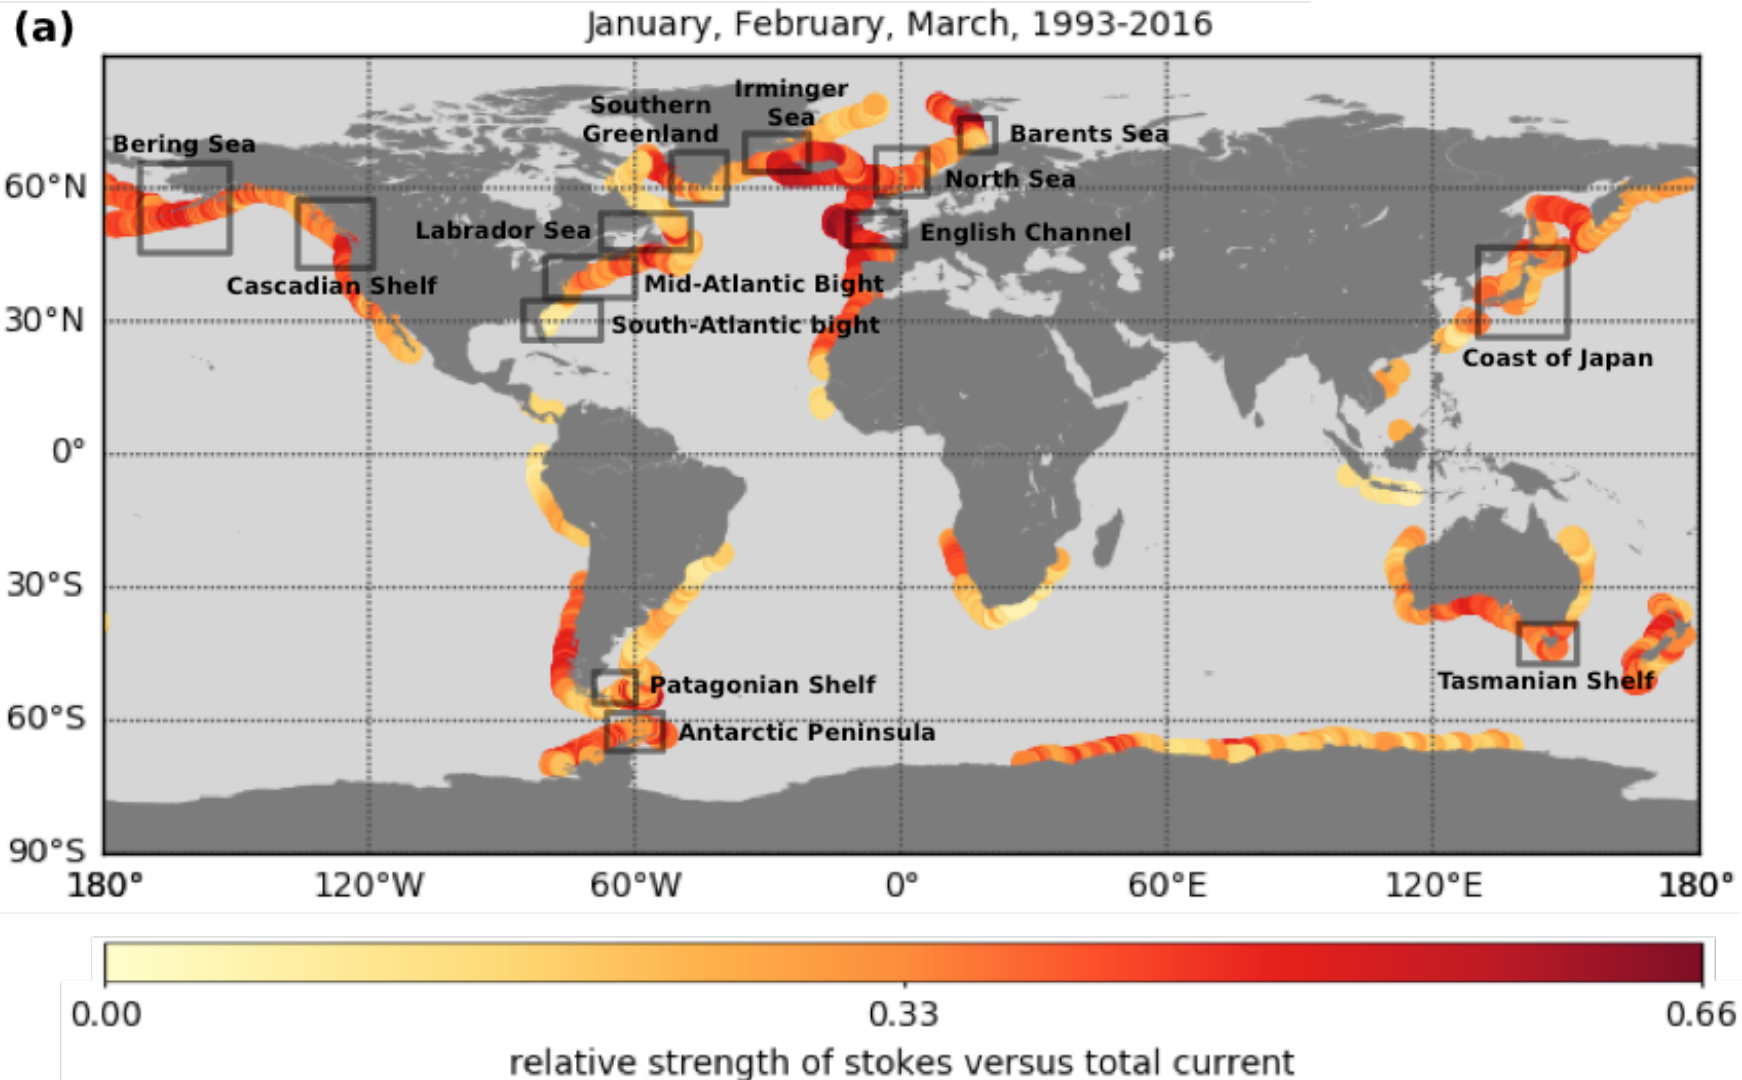 (a)
January, February, March, 1993-2016
Irminger
Sea
Southern
Greenland
Bering Sea
Barents Sea
60°N
North Sea
Labrador Sea
English Channel
Cascadian Shelf
Mid-Atlantic Bight
30°N
South-Atlantic bight
Coast of Japan
0°
30°S
Patagonian Shelf
Tasmanian Shelf
60°S
Antarctic Peninsula
90°S
180° 120°W 60°W 0° 60°E 120°E 180°
0.00 0.33 0.66
relative strength of stokes versus total current